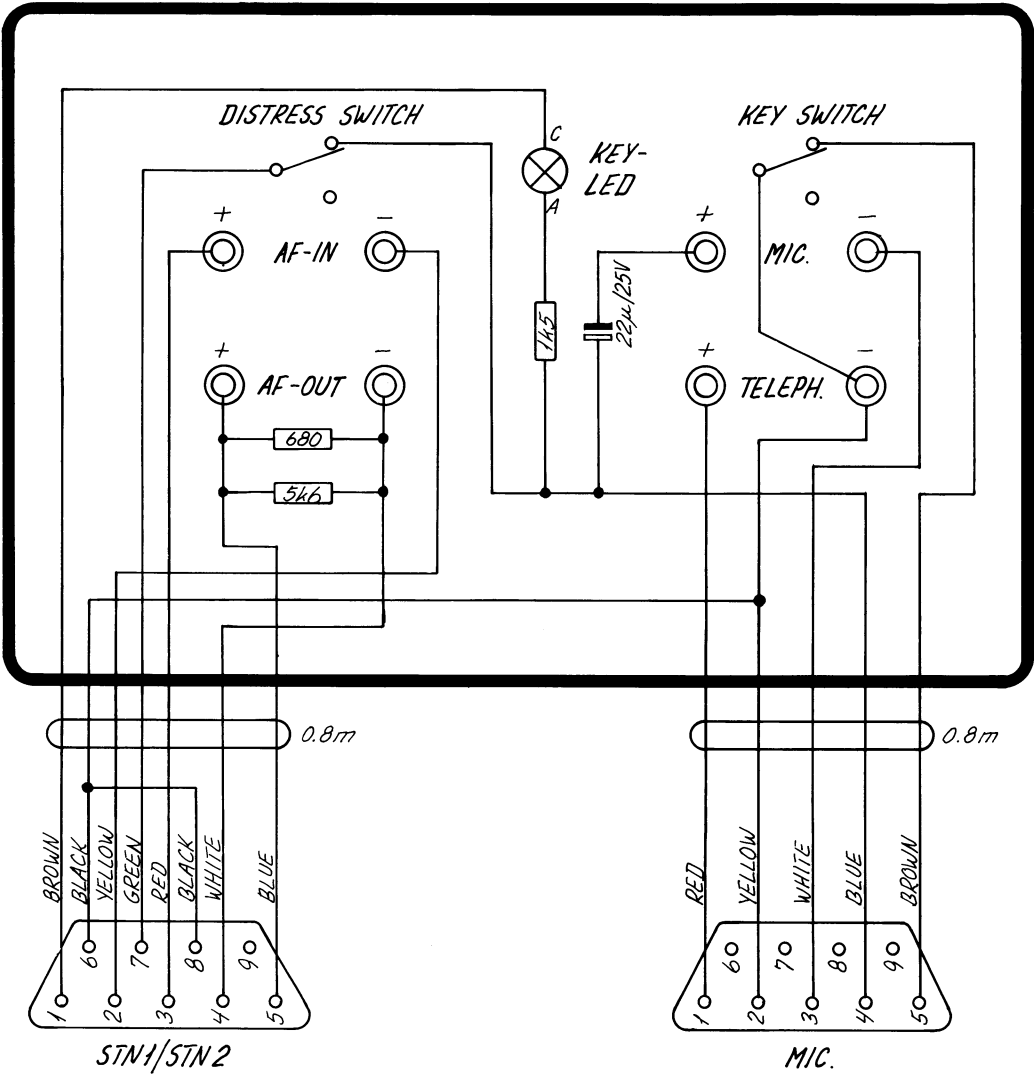 DISTRESS SWITCH
KEY SWITCH
C
KEY-
LED
A
+
-
AF-IN
+
-
MIC.
22µ/25V
1k5
+
-
AF-OUT
+
-
TELEPH.
680
5k6
0.8m
0.8m
BROWN
BLACK
YELLOW
GREEN
RED
BLACK
WHITE
BLUE
RED
YELLOW
WHITE
BLUE
BROWN
6
7
8
9
6
7
8
9
1
2
3
4
5
1
2
3
4
5
STN1/STN2
MIC.